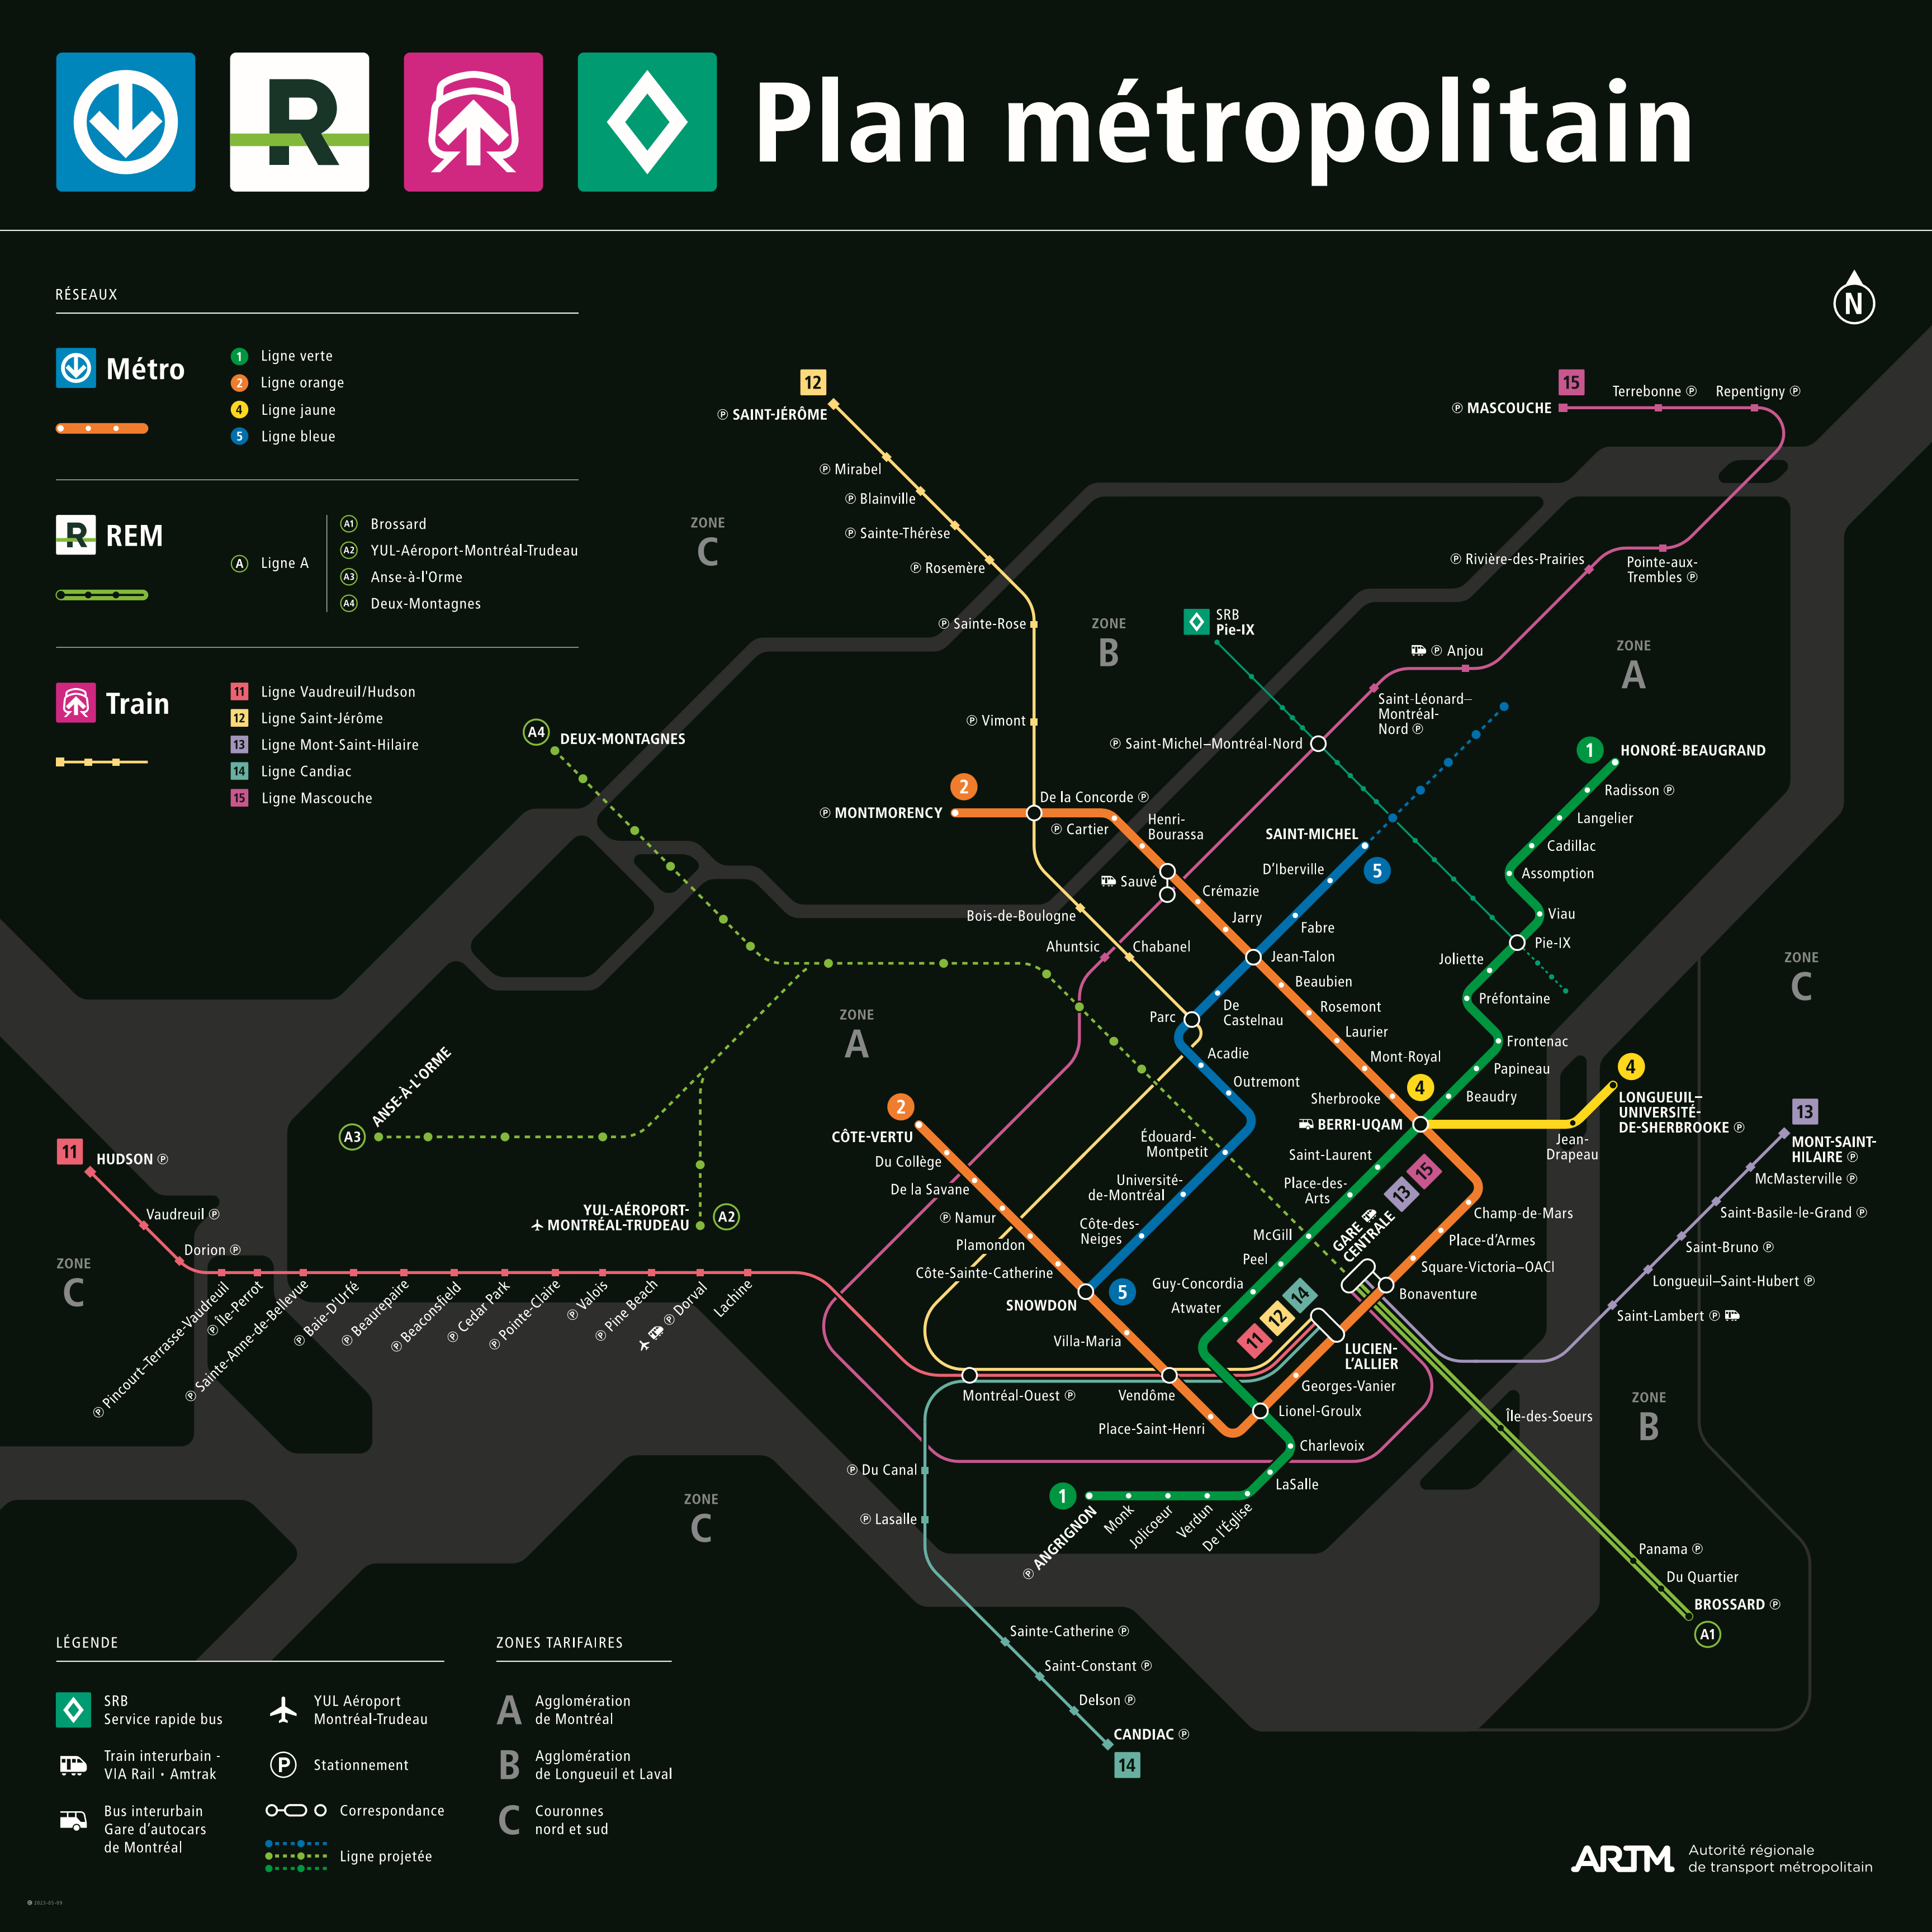 Plan métropolitain
RÉSEAUX
Métro
1 Ligne verte
2 Ligne orange
4 Ligne jaune
5 Ligne bleue
R REM
A Ligne A
A1 Brossard
A2 YUL-Aéroport-Montréal-Trudeau
A3 Anse-à-l'Orme
A4 Deux-Montagnes
Train
11 Ligne Vaudreuil/Hudson
12 Ligne Saint-Jérôme
13 Ligne Mont-Saint-Hilaire
14 Ligne Candiac
15 Ligne Mascouche
N
12
P SAINT-JÉRÔME
P Mirabel
P Blainville
P Sainte-Thérèse
P Rosemère
P Sainte-Rose
P Vimont
15
P MASCOUCHE
Terrebonne P
Repentigny P
Pointe-aux-
Trembles P
P Rivière-des-Prairies
P Anjou
Saint-Léonard–
Montréal-
Nord P
P Saint-Michel–Montréal-Nord
SRB
Pie-IX
ZONE
C
ZONE
B
ZONE
A
A4 DEUX-MONTAGNES
2
P MONTMORENCY
De la Concorde P
P Cartier
Henri-
Bourassa
Sauvé
Crémazie
Jarry
Jean-Talon
Beaubien
Rosemont
Laurier
Mont-Royal
Sherbrooke
BERRI-UQAM
SAINT-MICHEL
5
D’Iberville
Fabre
De
Castelnau
Parc
Acadie
Outremont
Édouard-
Montpetit
Université-
de-Montréal
Côte-des-
Neiges
SNOWDON
5
Bois-de-Boulogne
Ahuntsic
Chabanel
1 HONORÉ-BEAUGRAND
Radisson P
Langelier
Cadillac
Assomption
Viau
Pie-IX
Joliette
Préfontaine
Frontenac
Papineau
Beaudry
ZONE
C
ZONE
A
4
4
LONGUEUIL–
UNIVERSITÉ-
DE-SHERBROOKE P
Jean-
Drapeau
13
MONT-SAINT-
HILAIRE P
McMasterville P
Saint-Basile-le-Grand P
Saint-Bruno P
Longueuil–Saint-Hubert P
Saint-Lambert P
A3 ANSE-À-L'ORME
YUL-AÉROPORT-
MONTRÉAL-TRUDEAU
A2
2
CÔTE-VERTU
Du Collège
De la Savane
P Namur
Plamondon
Côte-Sainte-Catherine
Villa-Maria
Vendôme
Place-Saint-Henri
Saint-Laurent
Place-des-
Arts
McGill
Peel
Guy-Concordia
Atwater
13 15
GARE
CENTRALE
Champ-de-Mars
Place-d’Armes
Square-Victoria–OACI
Bonaventure
11 12 14
LUCIEN-
L’ALLIER
Georges-Vanier
Lionel-Groulx
Charlevoix
LaSalle
De l’Église
Verdun
Jolicoeur
Monk
P ANGRIGNON
1
11
HUDSON P
Vaudreuil P
Dorion P
P Pincourt–Terrasse-Vaudreuil
P Île-Perrot
P Sainte-Anne-de-Bellevue
P Baie-D’Urfé
P Beaurepaire
P Beaconsfield
P Cedar Park
P Pointe-Claire
P Valois
P Pine Beach
P Dorval
Lachine
Montréal-Ouest P
ZONE
C
ZONE
C
ZONE
B
P Du Canal
P Lasalle
Sainte-Catherine P
Saint-Constant P
Delson P
CANDIAC P
14
Île-des-Soeurs
Panama P
Du Quartier
BROSSARD P
A1
LÉGENDE
SRB
Service rapide bus
Train interurbain -
VIA Rail • Amtrak
Bus interurbain
Gare d’autocars
de Montréal
YUL Aéroport
Montréal-Trudeau
P Stationnement
Correspondance
Ligne projetée
ZONES TARIFAIRES
A Agglomération
de Montréal
B Agglomération
de Longueuil et Laval
C Couronnes
nord et sud
ARTM Autorité régionale
de transport métropolitain
© 2023-05-09